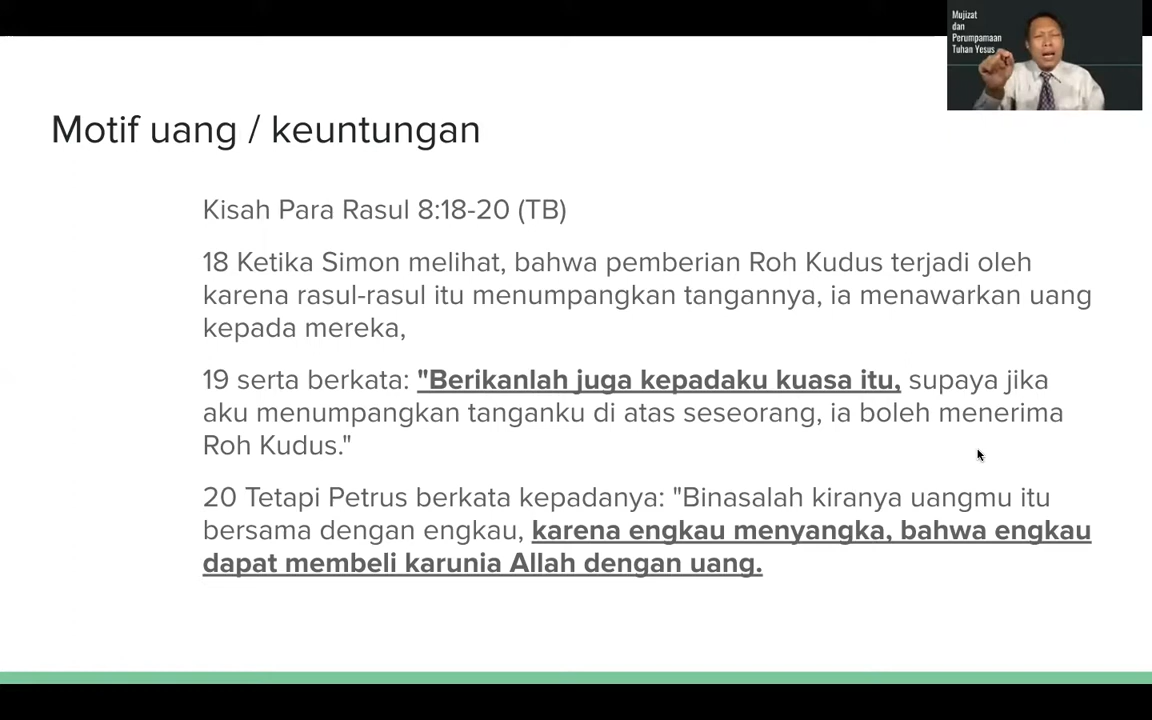 Mujizat
dan
Perumpamaan
Tuhan Yesus
Motif uang / keuntungan
Kisah Para Rasul 8:18-20 (TB)
18 Ketika Simon melihat, bahwa pemberian Roh Kudus terjadi oleh
karena rasul-rasul itu menumpangkan tangannya, ia menawarkan uang
kepada mereka,
19 serta berkata: "Berikanlah juga kepadaku kuasa itu, supaya jika
aku menumpangkan tanganku di atas seseorang, ia boleh menerima
Roh Kudus."
20 Tetapi Petrus berkata kepadanya: "Binasalah kiranya uangmu itu
bersama dengan engkau, karena engkau menyangka, bahwa engkau
dapat membeli karunia Allah dengan uang.